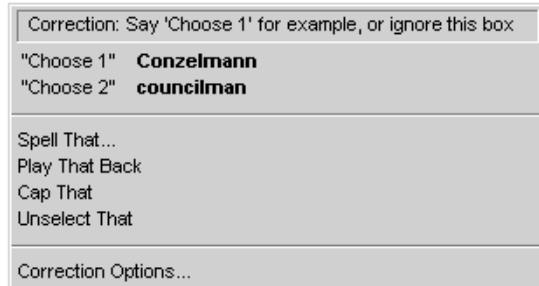 Correction: Say 'Choose 1' for example, or ignore this box
"Choose 1" Conzelmann
"Choose 2" councilman
Spell That...
Play That Back
Cap That
Unselect That
Correction Options...